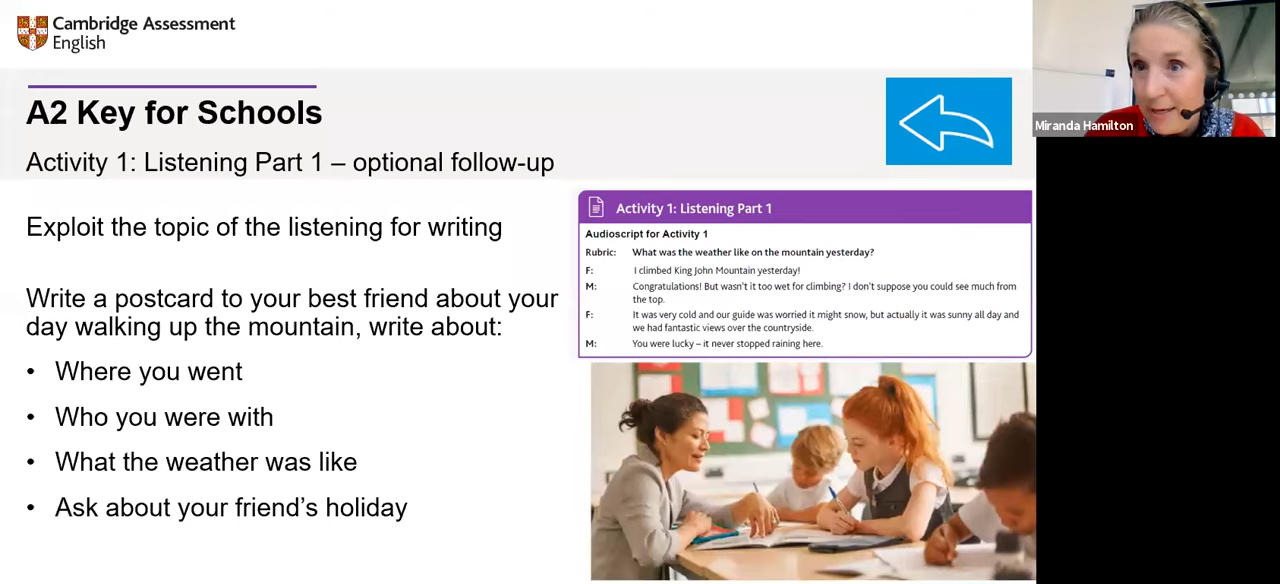 Cambridge Assessment
English
A2 Key for Schools
Activity 1: Listening Part 1 – optional follow-up
Exploit the topic of the listening for writing
Write a postcard to your best friend about your
day walking up the mountain, write about:
• Where you went
• Who you were with
• What the weather was like
• Ask about your friend's holiday
Activity 1: Listening Part 1
Audioscript for Activity 1
Rubric: What was the weather like on the mountain yesterday?
F: I climbed King John Mountain yesterday!
M: Congratulations! But wasn't it too wet for climbing? I don't suppose you could see much from
the top.
F: It was very cold and our guide was worried it might snow, but actually it was sunny all day and
we had fantastic views over the countryside.
M: You were lucky – it never stopped raining here.
Miranda Hamilton